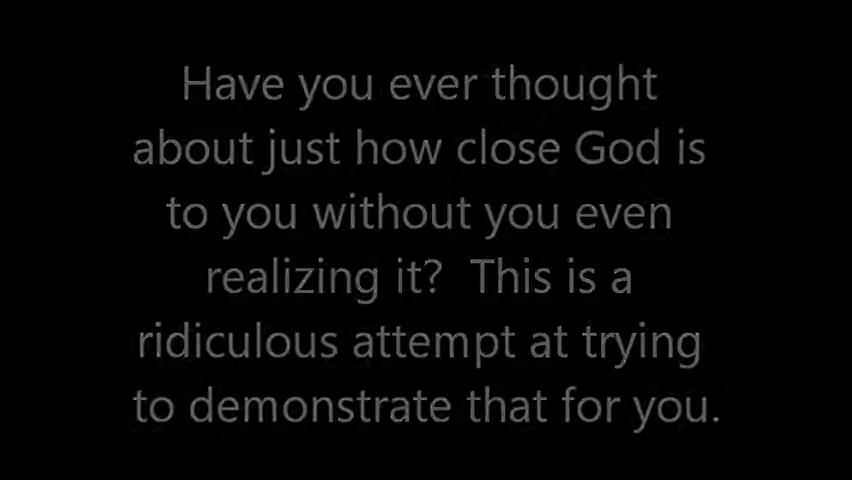 Have you ever thought
about just how close God is
to you without you even
realizing it?  This is a
ridiculous attempt at trying
to demonstrate that for you.